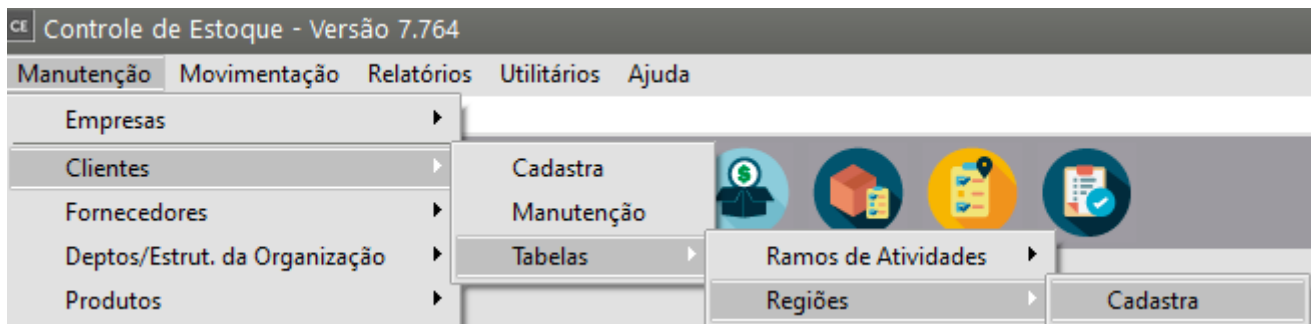 CE Controle de Estoque - Versão 7.764
Manutenção Movimentação Relatórios Utilitários Ajuda
Empresas
Clientes
Fornecedores
Deptos/Estrut. da Organização
Produtos
Cadastra
Manutenção
Tabelas
Ramos de Atividades
Regiões
Cadastra